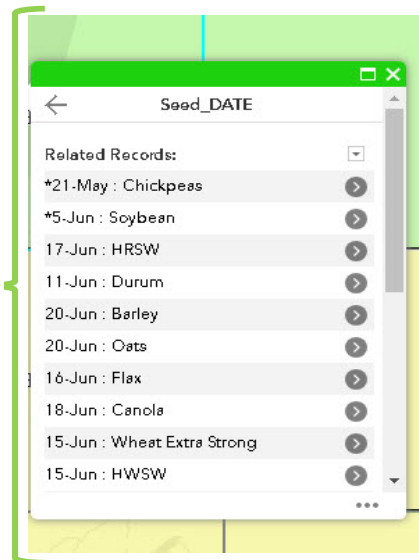 Seed_DATE
Related Records:
*21-May : Chickpeas
*5-Jun : Soybean
17-Jun : HRSW
11-Jun : Durum
20-Jun : Barley
20-Jun : Oats
16-Jun : Flax
18-Jun : Canola
15-Jun : Wheat Extra Strong
15-Jun : HWSW